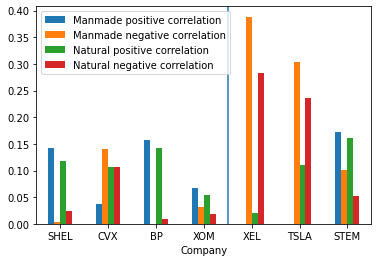 0.40
0.35
0.30
0.25
0.20
0.15
0.10
0.05
0.00
Manmade positive correlation
Manmade negative correlation
Natural positive correlation
Natural negative correlation
SHEL CVX BP XOM XEL TSLA STEM
Company